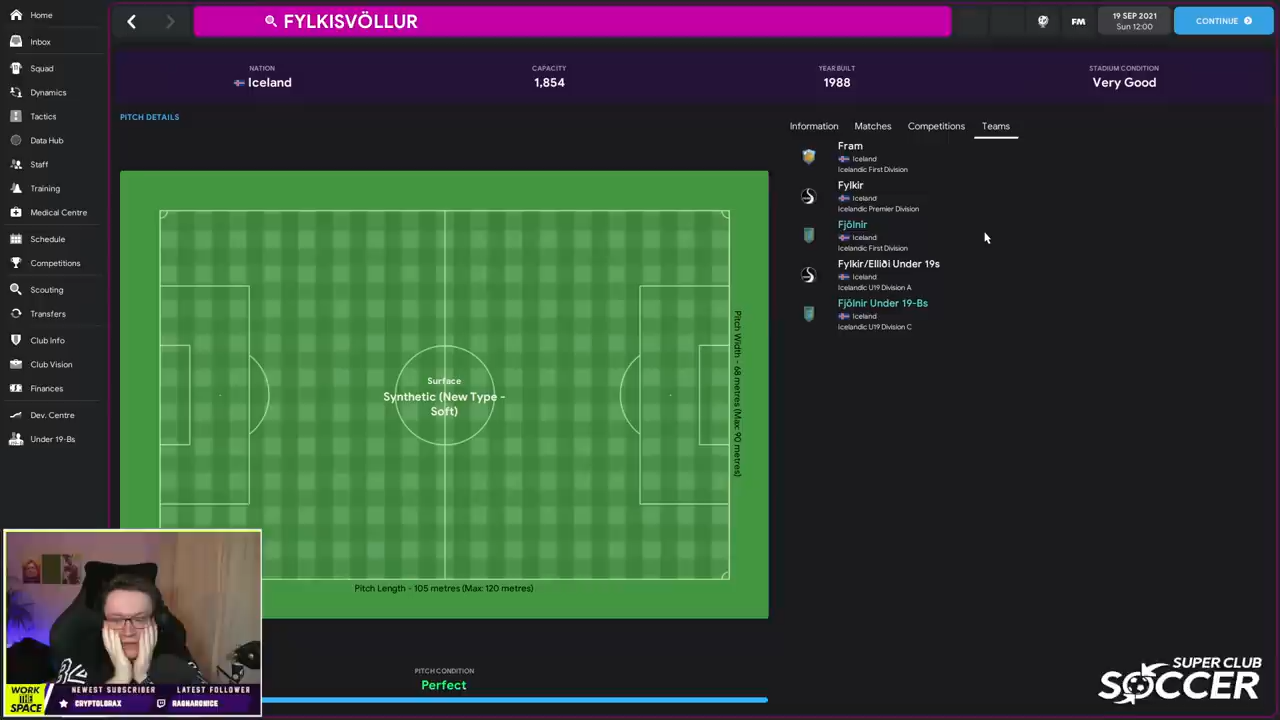 Home
Inbox
Squad
Dynamics
Tactics
Data Hub
Staff
Training
Medical Centre
Schedule
Competitions
Scouting
Transfers
Club Info
Club Vision
Finances
Dev. Centre
Under 19-Bs
FYLKISVÖLLUR
FM
19 SEP 2021
Sun 12:00
CONTINUE
NATION
Iceland
CAPACITY
1,854
YEAR BUILT
1988
STADIUM CONDITION
Very Good
PITCH DETAILS
Surface
Synthetic (New Type -
Soft)
Pitch Width - 68 metres (Max: 90 metres)
Pitch Length - 105 metres (Max: 120 metres)
PITCH CONDITION
Perfect
Information
Matches
Competitions
Teams
Fram
Iceland
Icelandic First Division
Fylkir
Iceland
Icelandic Premier Division
Fjölnir
Iceland
Icelandic First Division
Fylkir/Elliði Under 19s
Iceland
Icelandic U19 Division A
Fjölnir Under 19-Bs
Iceland
Icelandic U19 Division C
WORK
THE
SPACE
NEWEST SUBSCRIBER
CRYPTOLORAX
LATEST FOLLOWER
RAGNARONICE
SUPER CLUB
SOCCER